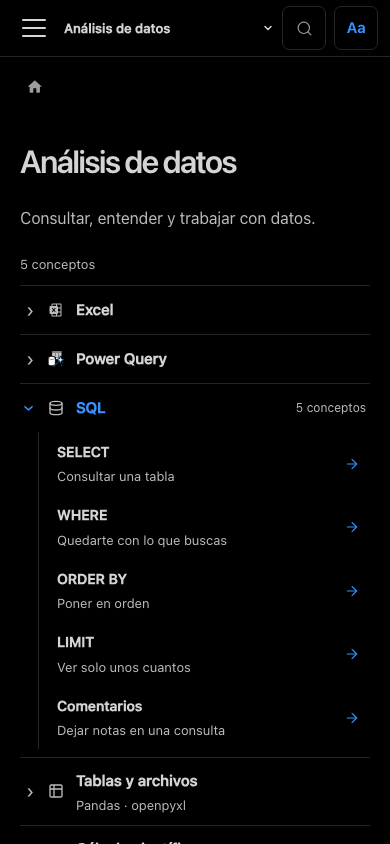 Análisis de datos
Aa
Análisis de datos
Consultar, entender y trabajar con datos.
5 conceptos
Excel
Power Query
SQL
5 conceptos
SELECT
Consultar una tabla
WHERE
Quedarte con lo que buscas
ORDER BY
Poner en orden
LIMIT
Ver solo unos cuantos
Comentarios
Dejar notas en una consulta
Tablas y archivos
Pandas · openpyxl